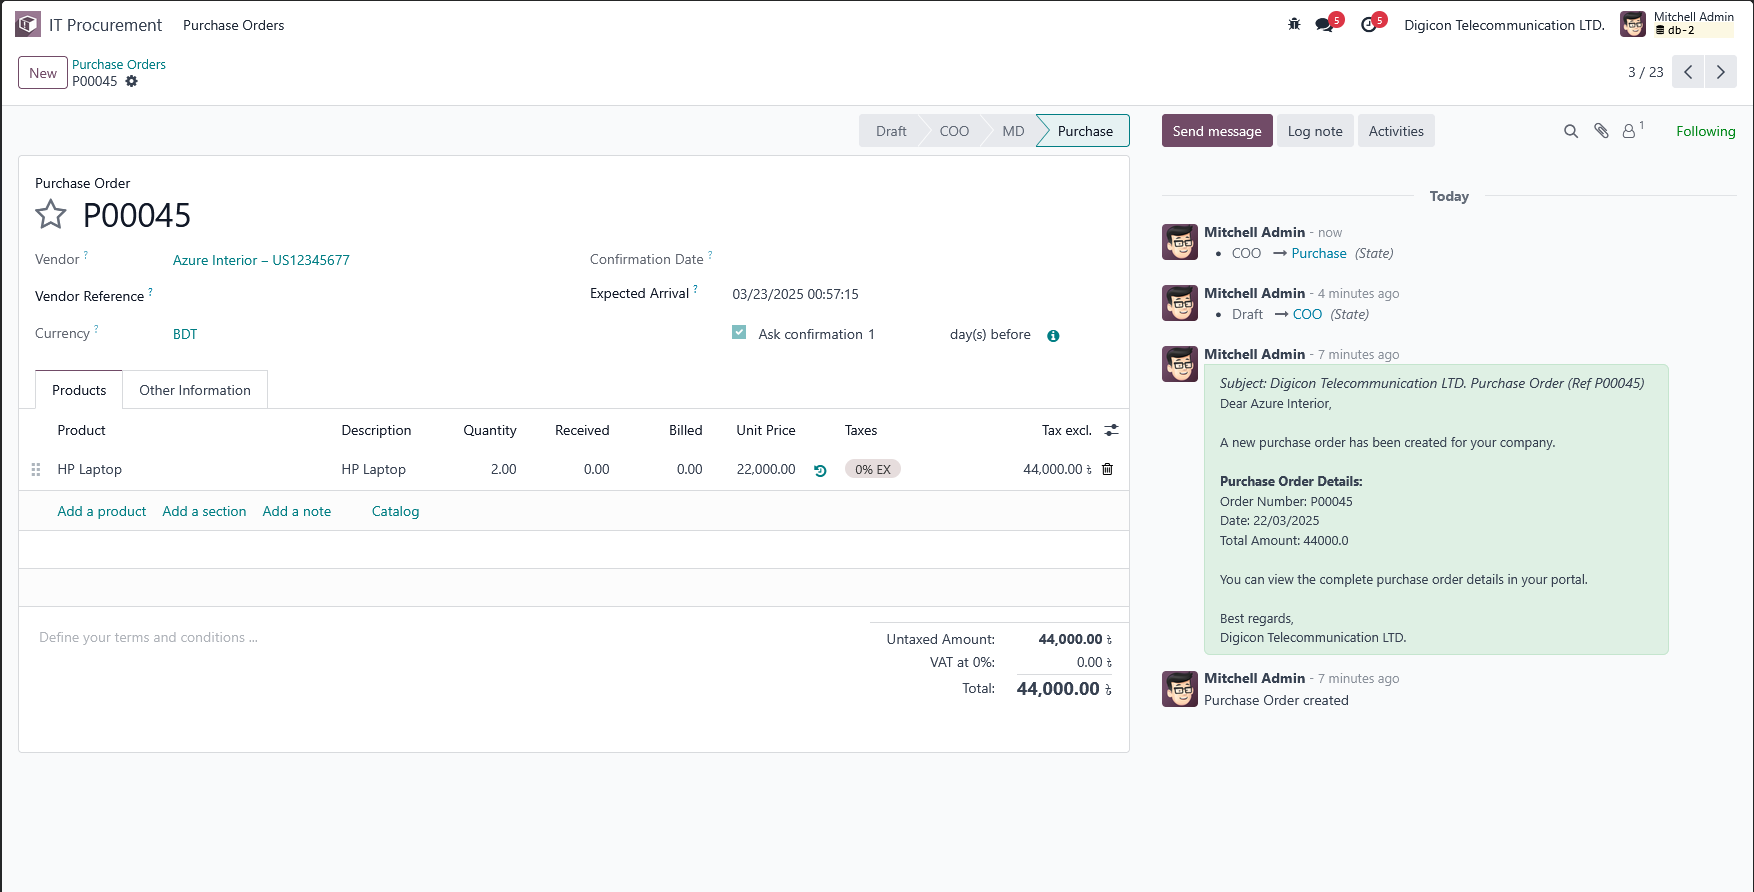 IT Procurement Purchase Orders 5 5 Digicon Telecommunication LTD. Mitchell Admin
db-2
New Purchase Orders
P00045
3 / 23
Draft COO MD Purchase
Send message Log note Activities 1 Following
Purchase Order
P00045
Vendor ? Azure Interior – US12345677
Confirmation Date ?
Vendor Reference ?
Expected Arrival ? 03/23/2025 00:57:15
Currency ? BDT
Ask confirmation 1 day(s) before
Products Other Information
Product Description Quantity Received Billed Unit Price Taxes Tax excl.
HP Laptop HP Laptop 2.00 0.00 0.00 22,000.00 0% EX 44,000.00 ৳
Add a product Add a section Add a note Catalog
Define your terms and conditions ...
Untaxed Amount: 44,000.00 ৳
VAT at 0%: 0.00 ৳
Total: 44,000.00 ৳
Today
Mitchell Admin - now
• COO → Purchase (State)
Mitchell Admin - 4 minutes ago
• Draft → COO (State)
Mitchell Admin - 7 minutes ago
Subject: Digicon Telecommunication LTD. Purchase Order (Ref P00045)
Dear Azure Interior,
A new purchase order has been created for your company.
Purchase Order Details:
Order Number: P00045
Date: 22/03/2025
Total Amount: 44000.0
You can view the complete purchase order details in your portal.
Best regards,
Digicon Telecommunication LTD.
Mitchell Admin - 7 minutes ago
Purchase Order created